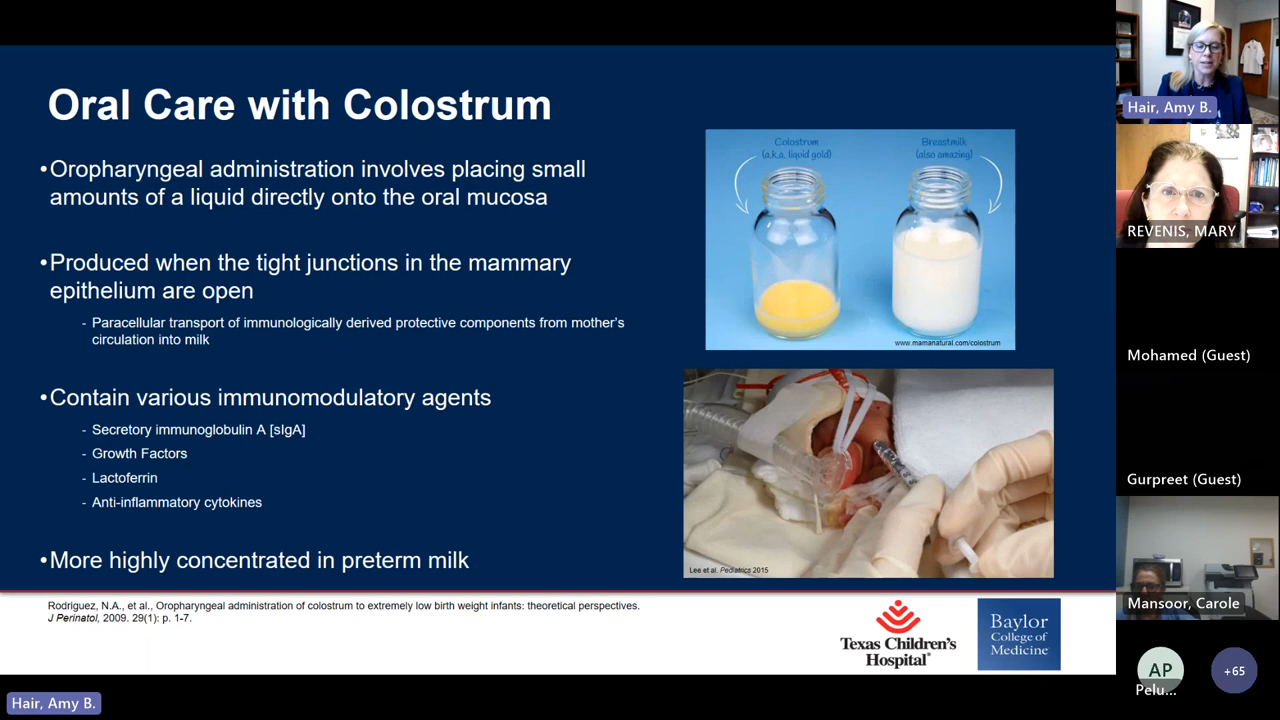 Oral Care with Colostrum
•Oropharyngeal administration involves placing small
amounts of a liquid directly onto the oral mucosa
•Produced when the tight junctions in the mammary
epithelium are open
- Paracellular transport of immunologically derived protective components from mother's
circulation into milk
•Contain various immunomodulatory agents
- Secretory immunoglobulin A [sIgA]
- Growth Factors
- Lactoferrin
- Anti-inflammatory cytokines
•More highly concentrated in preterm milk
Colostrum
(a.k.a, liquid gold)
Breastmilk
(also amazing)
www.mamanatural.com/colostrum
Lee et al. Pediatrics 2015
Rodriguez, N.A., et al., Oropharyngeal administration of colostrum to extremely low birth weight infants: theoretical perspectives.
J Perinatol, 2009. 29(1): p. 1-7.
Texas Children's
Hospital®
Baylor
College of
Medicine
Hair, Amy B.
Hair, Amy B.
REVENIS, MARY
Mohamed (Guest)
Gurpreet (Guest)
Mansoor, Carole
AP
Pelu...
+65